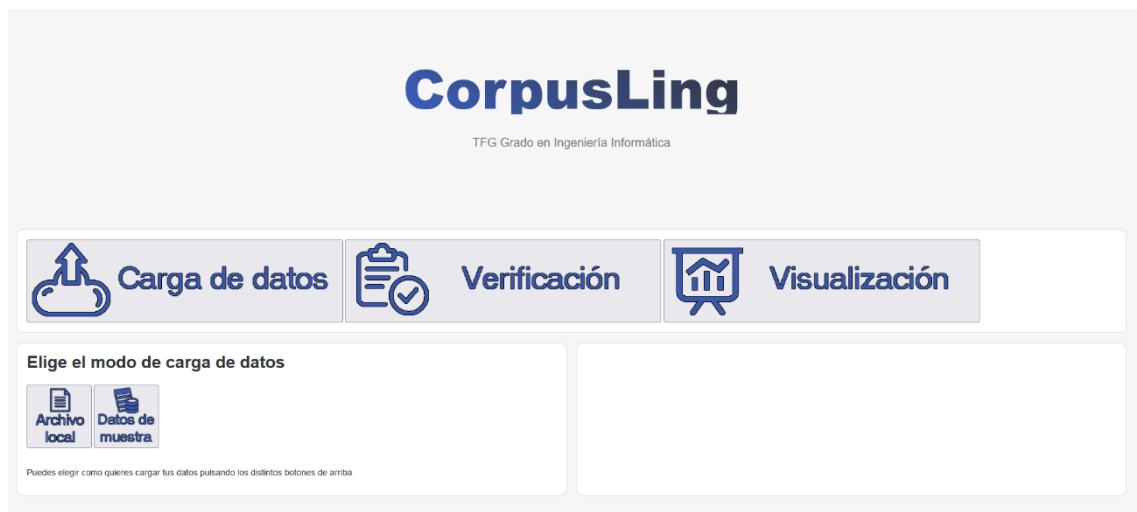 CorpusLing
TFG Grado en Ingeniería Informática
Carga de datos
Verificación
Visualización
Elige el modo de carga de datos
Archivo
local
Datos de
muestra
Puedes elegir como quieres cargar tus datos pulsando los distintos botones de arriba.